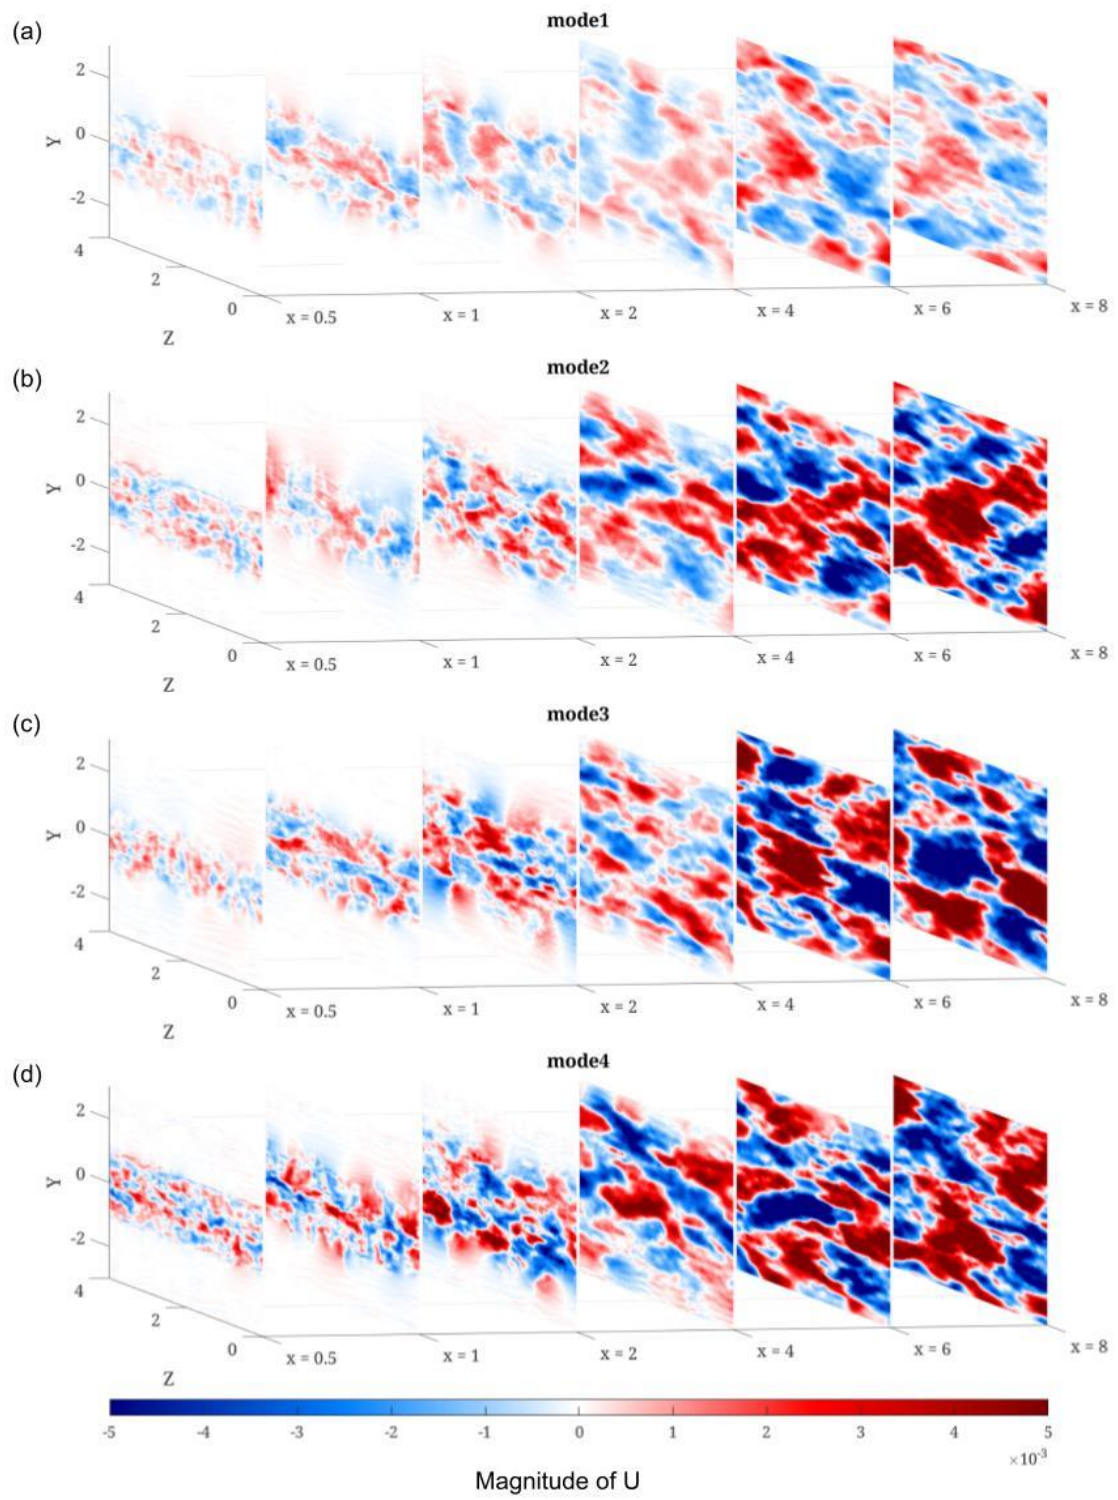 (a)
mode1
2
0
Y
-2
4
2
0
Z
x = 0.5
x = 1
x = 2
x = 4
x = 6
x = 8
(b)
mode2
2
0
Y
-2
4
2
0
Z
x = 0.5
x = 1
x = 2
x = 4
x = 6
x = 8
(c)
mode3
2
0
Y
-2
4
2
0
Z
x = 0.5
x = 1
x = 2
x = 4
x = 6
x = 8
(d)
mode4
2
0
Y
-2
4
2
0
Z
x = 0.5
x = 1
x = 2
x = 4
x = 6
x = 8
-5 -4 -3 -2 -1 0 1 2 3 4 5
×10⁻³
Magnitude of U